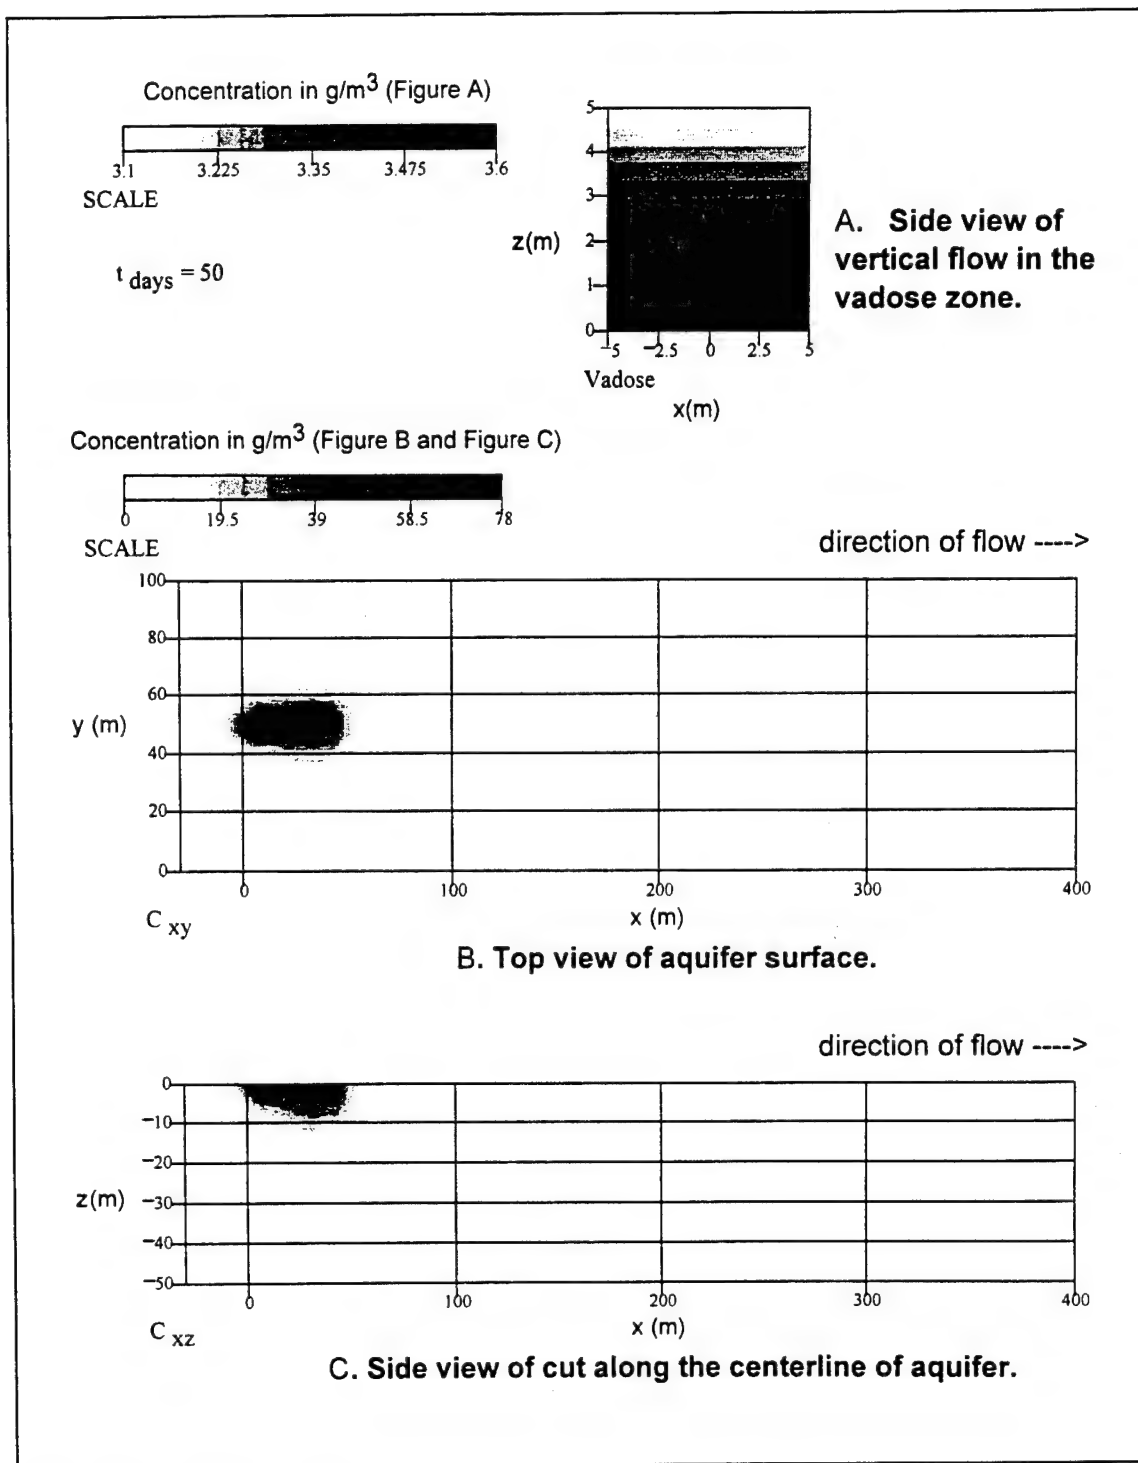 Concentration in g/m³ (Figure A)
3.1 3.225 3.35 3.475 3.6
SCALE
t days = 50
5
4
3
z(m) 2
1
0
−5 −2.5 0 2.5 5
Vadose
x(m)
A. Side view of
vertical flow in the
vadose zone.
Concentration in g/m³ (Figure B and Figure C)
0 19.5 39 58.5 78
SCALE
direction of flow ---->
100
80
60
y (m)
40
20
0
0 100 200 300 400
C xy x (m)
B. Top view of aquifer surface.
direction of flow ---->
0
−10
−20
z(m) −30
−40
−50
0 100 200 300 400
C xz x (m)
C. Side view of cut along the centerline of aquifer.